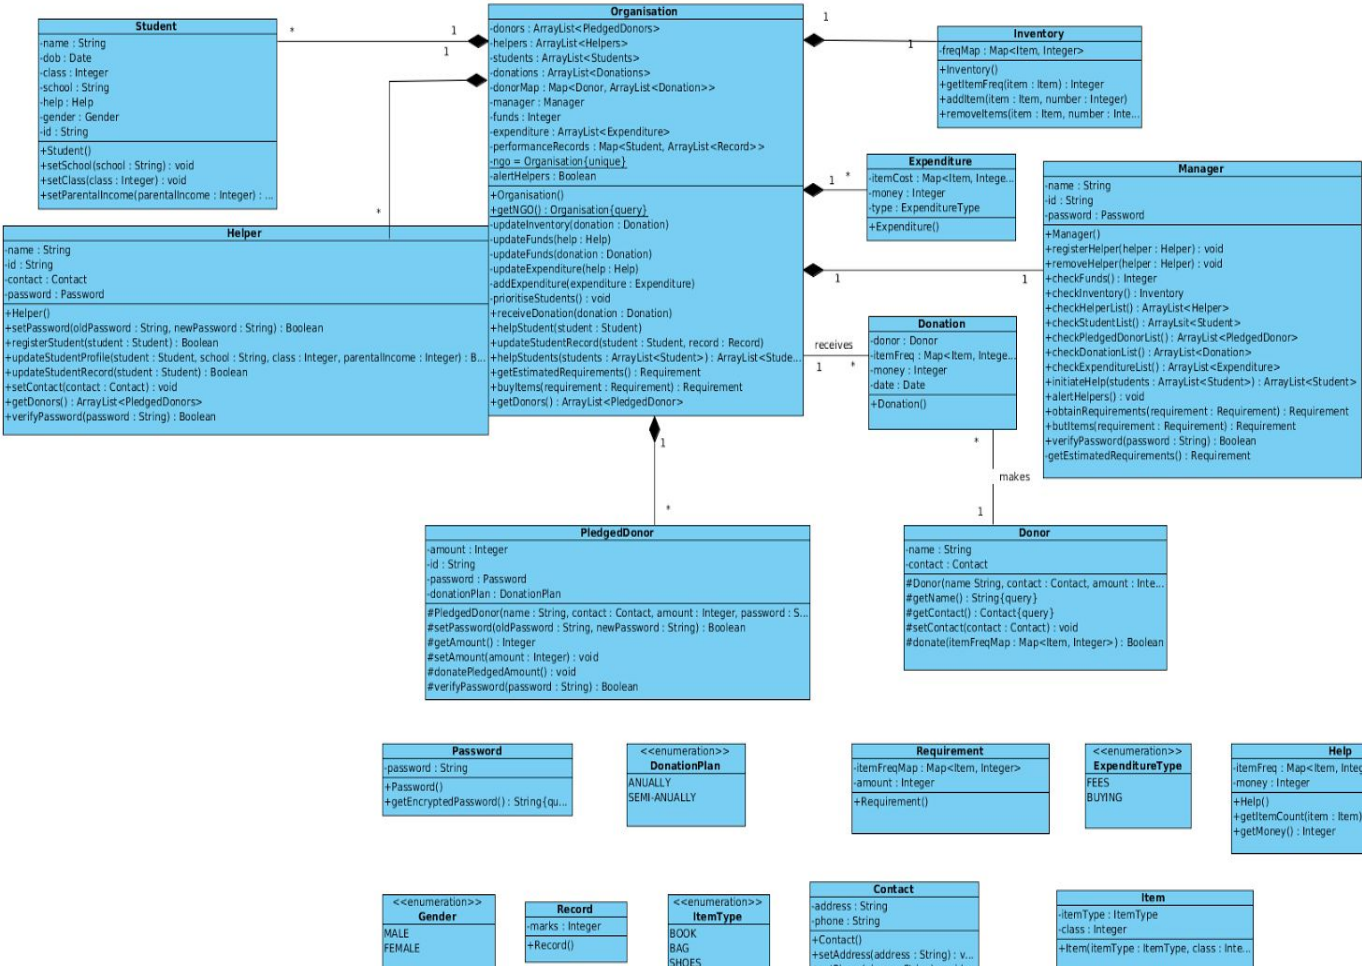 Student
-name : String
-dob : Date
-class : Integer
-school : String
-help : Help
-gender : Gender
-id : String
+Student()
+setSchool(school : String) : void
+setClass(class : Integer) : void
+setParentalIncome(parentalIncome : Integer) : ...
*
1
1
*
Organisation
-donors : ArrayList<PledgedDonors>
-helpers : ArrayList<Helpers>
-students : ArrayList<Students>
-donations : ArrayList<Donations>
-donorMap : Map<Donor, ArrayList<Donation>>
-manager : Manager
-funds : Integer
-expenditure : ArrayList<Expenditure>
-performanceRecords : Map<Student, ArrayList<Record>>
-ngo = Organisation{unique}
-alertHelpers : Boolean
+Organisation()
+getNGO() : Organisation{query}
-updateInventory(donation : Donation)
-updateFunds(help : Help)
-updateFunds(donation : Donation)
-updateExpenditure(help : Help)
-addExpenditure(expenditure : Expenditure)
-prioritiseStudents() : void
+receiveDonation(donation : Donation)
+helpStudent(student : Student)
+updateStudentRecord(student : Student, record : Record)
+helpStudents(students : ArrayList<Student>) : ArrayList<Stude...
+getEstimatedRequirements() : Requirement
+buyItems(requirement : Requirement) : Requirement
+getDonors() : ArrayList<PledgedDonor>
1
1
Inventory
-freqMap : Map<Item, Integer>
+Inventory()
+getItemFreq(item : Item) : Integer
+addItem(item : Item, number : Integer)
+removeItems(item : Item, number : Inte...
1
*
Expenditure
-itemCost : Map<Item, Intege...
-money : Integer
-type : ExpenditureType
+Expenditure()
1
1
Manager
-name : String
-id : String
-password : Password
+Manager()
+registerHelper(helper : Helper) : void
+removeHelper(helper : Helper) : void
+checkFunds() : Integer
+checkInventory() : Inventory
+checkHelperList() : ArrayList<Helper>
+checkStudentList() : ArrayLsit<Student>
+checkPledgedDonorList() : ArrayList<PledgedDonor>
+checkDonationList() : ArrayList<Donation>
+checkExpenditureList() : ArrayList<Expenditure>
+initiateHelp(students : ArrayList<Student>) : ArrayList<Student>
+alertHelpers() : void
+obtainRequirements(requirement : Requirement) : Requirement
+butItems(requirement : Requirement) : Requirement
+verifyPassword(password : String) : Boolean
-getEstimatedRequirements() : Requirement
Helper
-name : String
-id : String
-contact : Contact
-password : Password
+Helper()
+setPassword(oldPassword : String, newPassword : String) : Boolean
+registerStudent(student : Student) : Boolean
+updateStudentProfile(student : Student, school : String, class : Integer, parentalIncome : Integer) : B...
+updateStudentRecord(student : Student) : Boolean
+setContact(contact : Contact) : void
+getDonors() : ArrayList<PledgedDonors>
+verifyPassword(password : String) : Boolean
receives
1
*
Donation
-donor : Donor
-itemFreq : Map<Item, Intege...
-money : Integer
-date : Date
+Donation()
*
makes
1
1
*
PledgedDonor
-amount : Integer
-id : String
-password : Password
-donationPlan : DonationPlan
#PledgedDonor(name : String, contact : Contact, amount : Integer, password : S...
#setPassword(oldPassword : String, newPassword : String) : Boolean
#getAmount() : Integer
#setAmount(amount : Integer) : void
#donatePledgedAmount() : void
#verifyPassword(password : String) : Boolean
Donor
-name : String
-contact : Contact
#Donor(name String, contact : Contact, amount : Inte...
#getName() : String{query}
#getContact() : Contact{query}
#setContact(contact : Contact) : void
#donate(itemFreqMap : Map<Item, Integer>) : Boolean
Password
-password : String
+Password()
+getEncryptedPassword() : String{qu...
<<enumeration>>
DonationPlan
ANUALLY
SEMI-ANUALLY
Requirement
-itemFreqMap : Map<Item, Integer>
-amount : Integer
+Requirement()
<<enumeration>>
ExpenditureType
FEES
BUYING
Help
-itemFreq : Map<Item, Integ
-money : Integer
+Help()
+getItemCount(item : Item)
+getMoney() : Integer
<<enumeration>>
Gender
MALE
FEMALE
Record
-marks : Integer
+Record()
<<enumeration>>
ItemType
BOOK
BAG
SHOES
Contact
-address : String
-phone : String
+Contact()
+setAddress(address : String) : v...
Item
-itemType : ItemType
-class : Integer
+Item(itemType : ItemType, class : Inte...